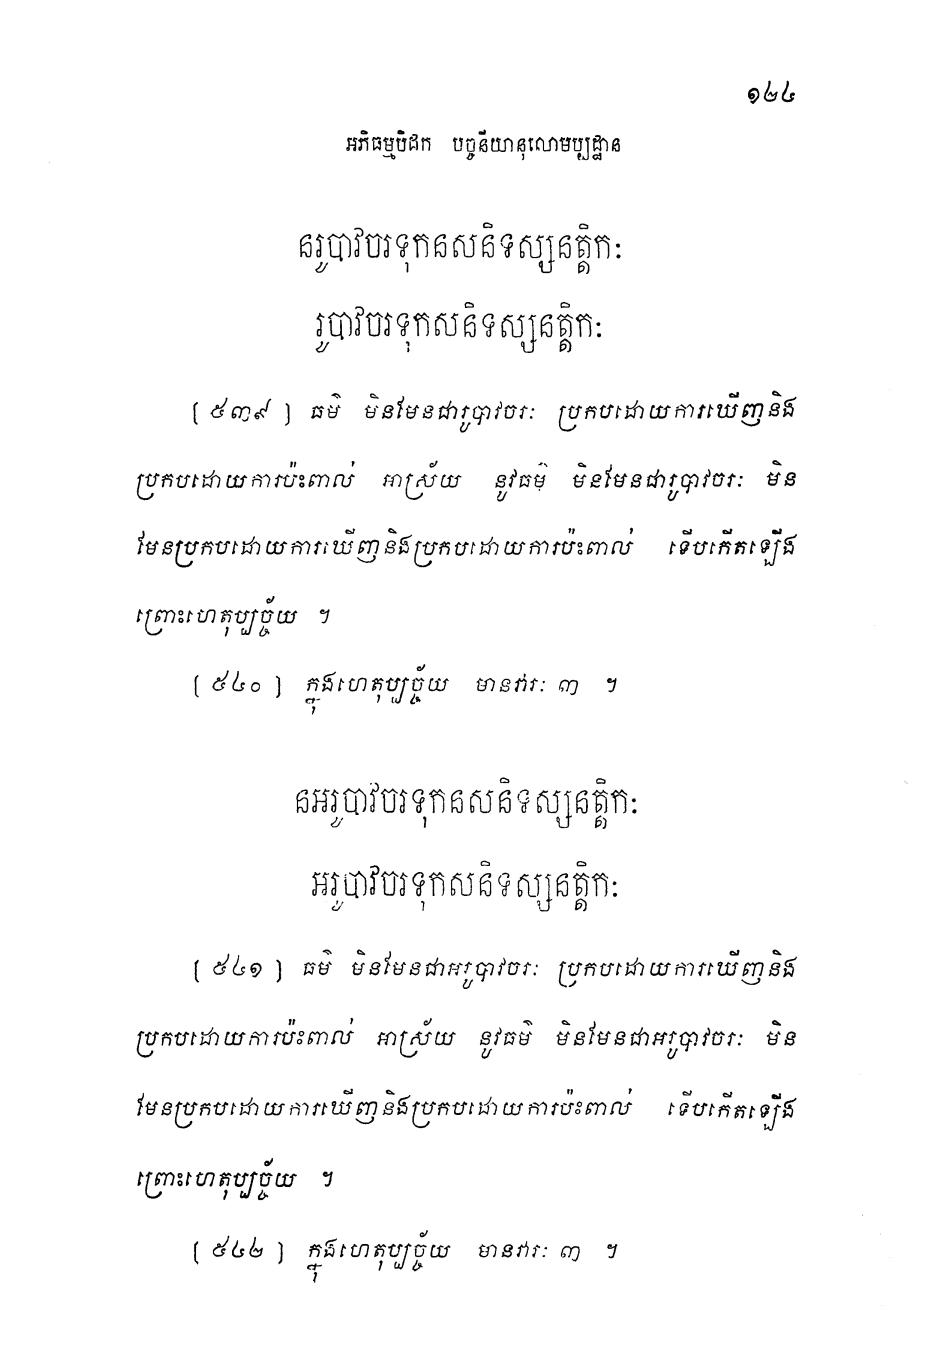 ១២៤
អភិធម្មបិដក បច្ចនីយានុលោមប្បដ្ឋាន
នរូបាវចរទុកនសនិទស្សនត្តិកៈ
រូបាវចរទុកសនិទស្សនត្តិកៈ
[ ៥៣៩ ] ធម៌ មិនមែនជារូបាវចរៈ ប្រកបដោយការឃើញនិង
ប្រកបដោយការប៉ះពាល់ អាស្រ័យ នូវធម៌ មិនមែនជារូបាវចរៈ មិន
មែនប្រកបដោយការឃើញនិងប្រកបដោយការប៉ះពាល់ ទើបកើតឡើង
ព្រោះហេតុប្បច្ច័យ ។
[ ៥៤០ ] ក្នុងហេតុប្បច្ច័យ មានវារៈ ៣ ។
នអរូបាវចរទុកនសនិទស្សនត្តិកៈ
អរូបាវចរទុកសនិទស្សនត្តិកៈ
[ ៥៤១ ] ធម៌ មិនមែនជាអរូបាវចរៈ ប្រកបដោយការឃើញនិង
ប្រកបដោយការប៉ះពាល់ អាស្រ័យ នូវធម៌ មិនមែនជាអរូបាវចរៈ មិន
មែនប្រកបដោយការឃើញនិងប្រកបដោយការប៉ះពាល់ ទើបកើតឡើង
ព្រោះហេតុប្បច្ច័យ ។
[ ៥៤២ ] ក្នុងហេតុប្បច្ច័យ មានវារៈ ៣ ។